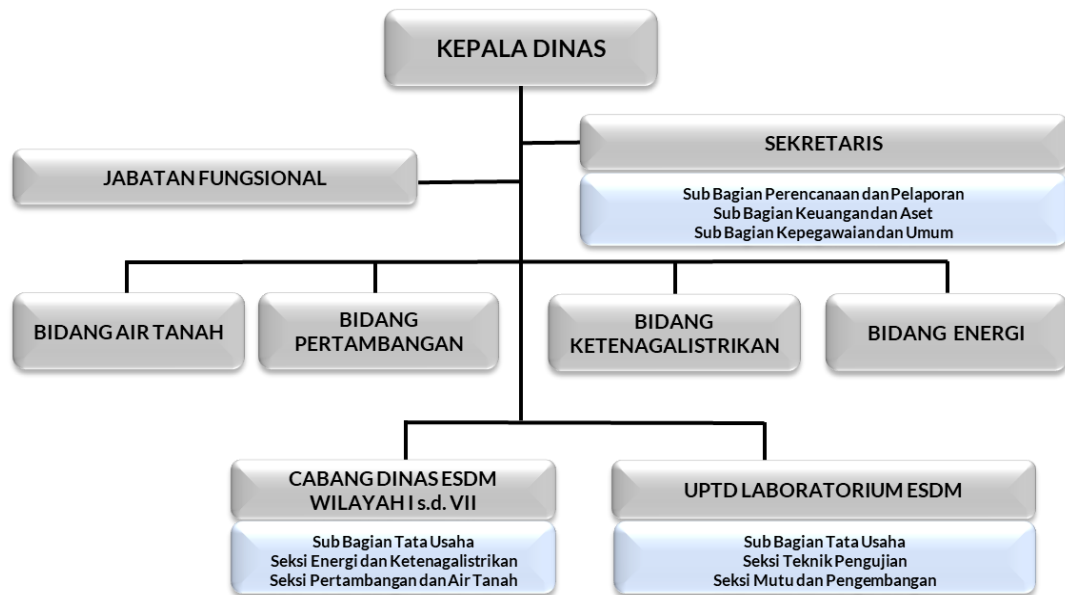 KEPALA DINAS
SEKRETARIS
JABATAN FUNGSIONAL
Sub Bagian Perencanaan dan Pelaporan
Sub Bagian Keuangan dan Aset
Sub Bagian Kepegawaian dan Umum
BIDANG AIR TANAH
BIDANG
PERTAMBANGAN
BIDANG
KETENAGALISTRIKAN
BIDANG ENERGI
CABANG DINAS ESDM
WILAYAH I s.d. VII
Sub Bagian Tata Usaha
Seksi Energi dan Ketenagalistrikan
Seksi Pertambangan dan Air Tanah
UPTD LABORATORIUM ESDM
Sub Bagian Tata Usaha
Seksi Teknik Pengujian
Seksi Mutu dan Pengembangan